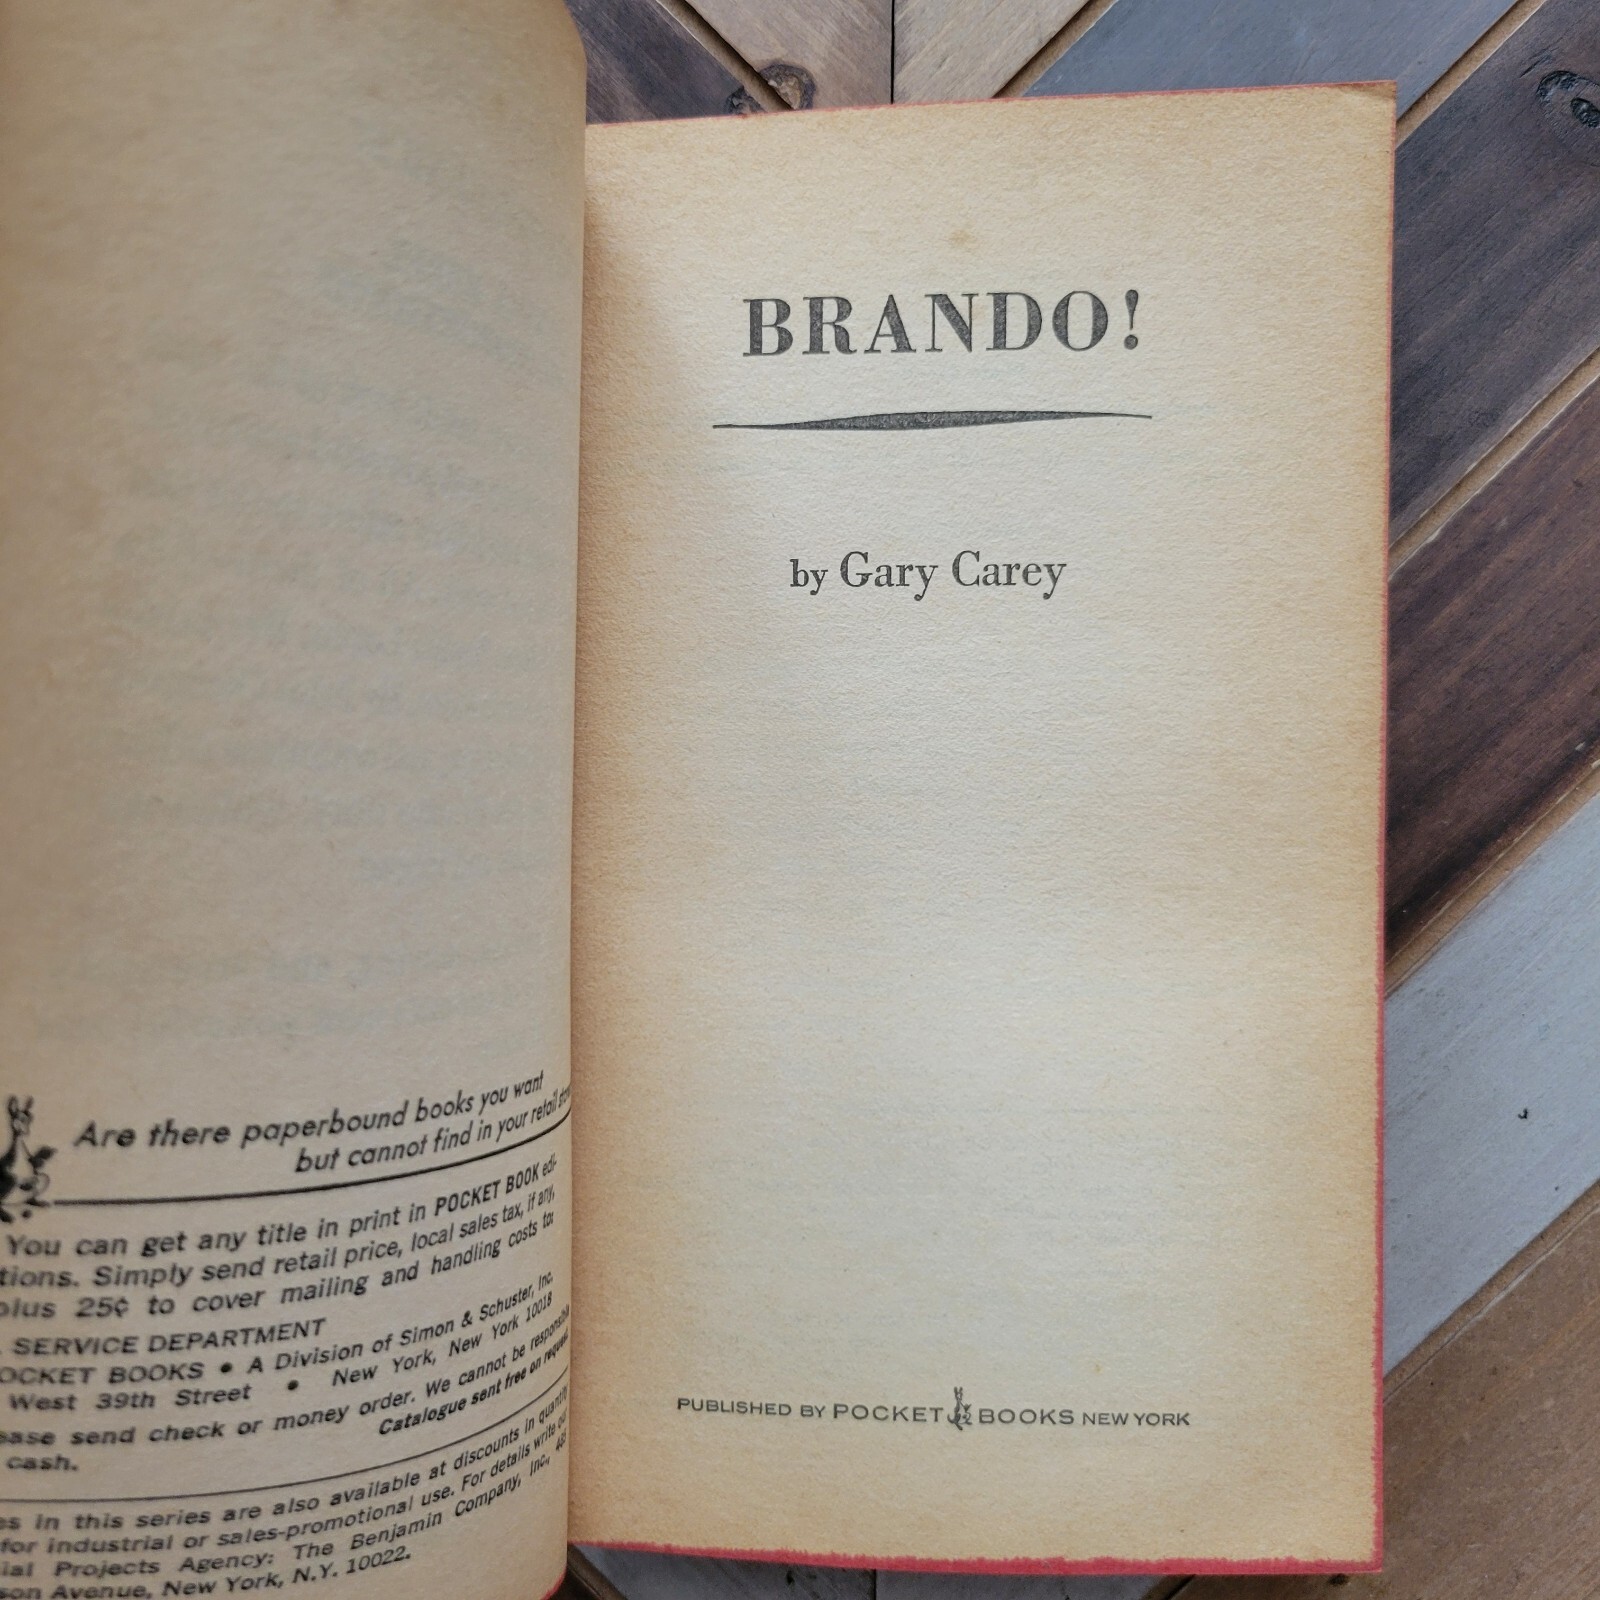 Are there paperbound books you want
but cannot find in your retail
You can get any title in print in POCKET BOOK edi-
tions. Simply send retail price, local sales tax, if any,
plus 25¢ to cover mailing and handling costs to:
SERVICE DEPARTMENT
POCKET BOOKS • A Division of Simon & Schuster, Inc.
West 39th Street • New York, New York 10018
send check or money order. We cannot be responsible
cash. Catalogue sent free on request.
in this series are also available at discounts in quantity
for industrial or sales-promotional use. For details write our
Projects Agency: The Benjamin Company, Inc.,
Avenue, New York, N.Y. 10022.
BRANDO!
by Gary Carey
PUBLISHED BY POCKET BOOKS NEW YORK